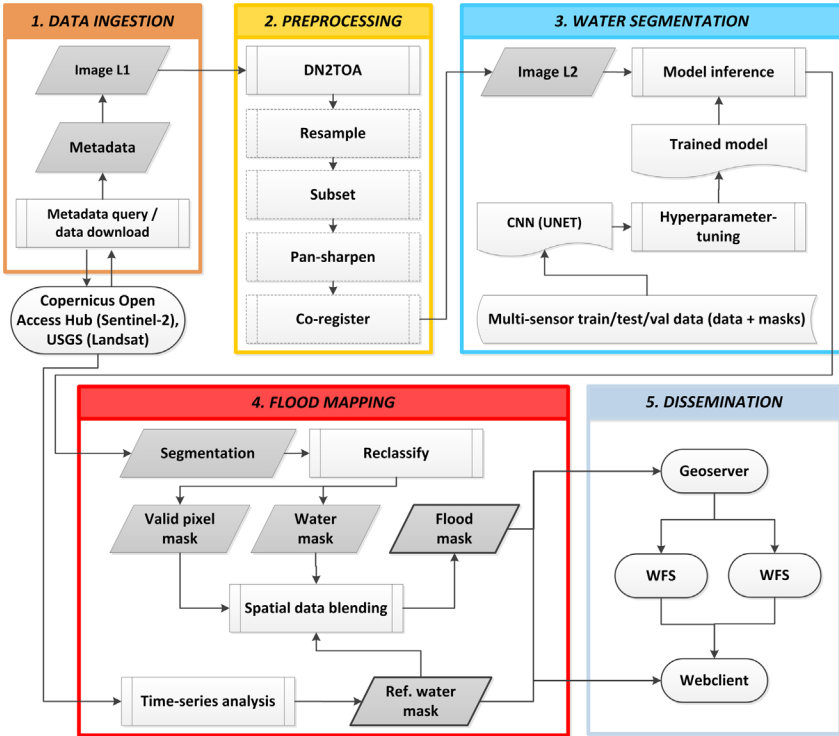 1. DATA INGESTION
Image L1
Metadata
Metadata query /
data download
Copernicus Open
Access Hub (Sentinel-2),
USGS (Landsat)
2. PREPROCESSING
DN2TOA
Resample
Subset
Pan-sharpen
Co-register
3. WATER SEGMENTATION
Image L2
Model inference
Trained model
CNN (UNET)
Hyperparameter-
tuning
Multi-sensor train/test/val data (data + masks)
4. FLOOD MAPPING
Segmentation
Reclassify
Valid pixel
mask
Water
mask
Flood
mask
Spatial data blending
Time-series analysis
Ref. water
mask
5. DISSEMINATION
Geoserver
WFS
WFS
Webclient